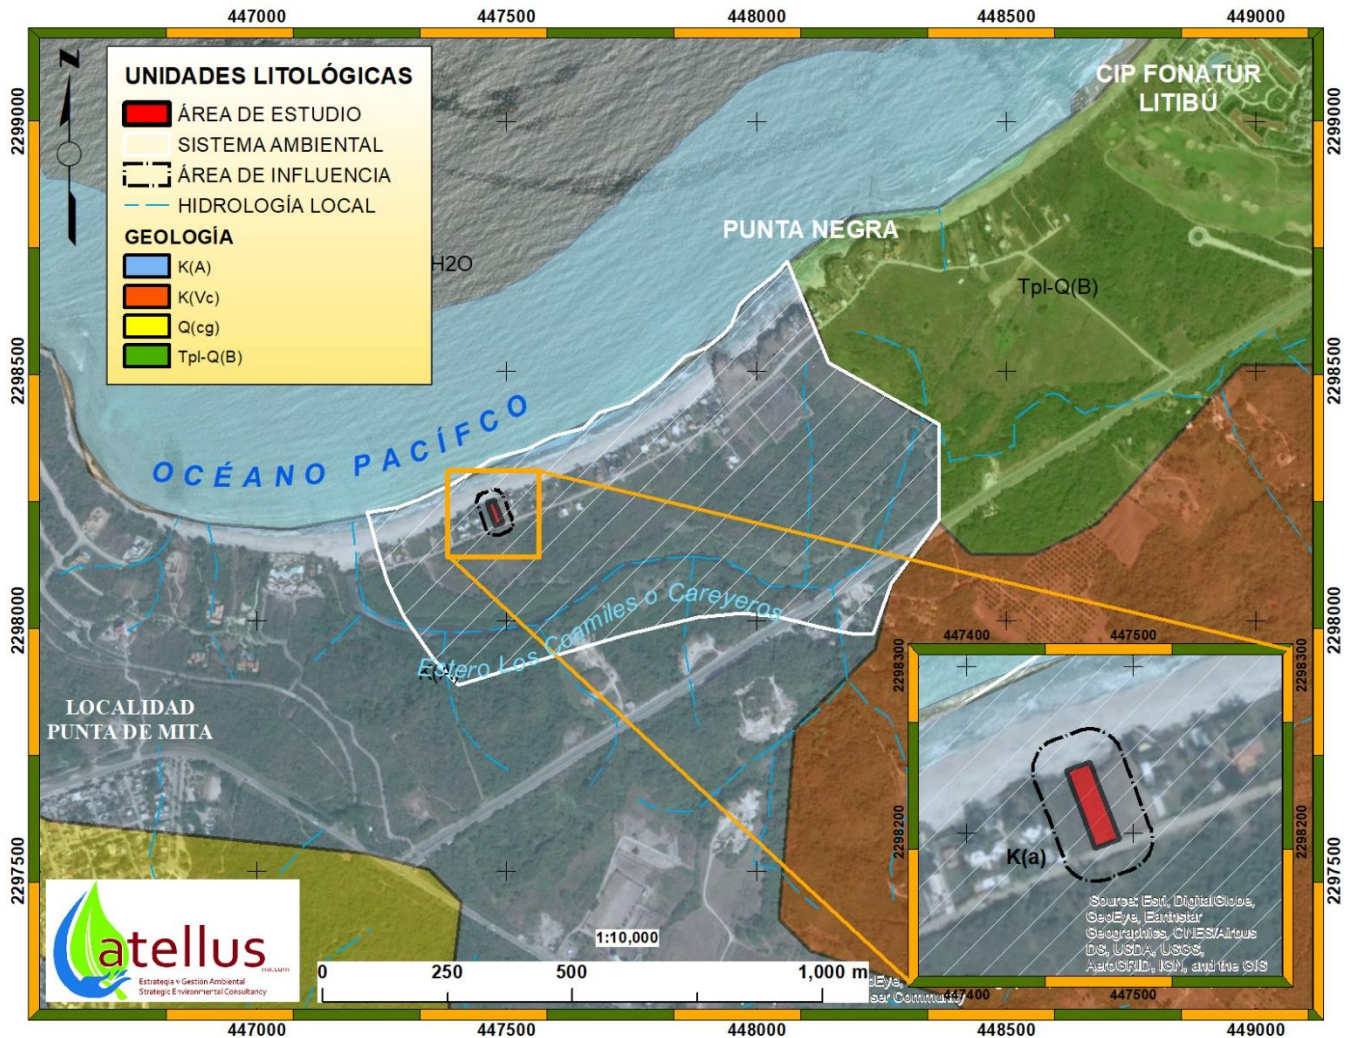 447000 447500 448000 448500 449000
UNIDADES LITOLÓGICAS
ÁREA DE ESTUDIO
SISTEMA AMBIENTAL
ÁREA DE INFLUENCIA
HIDROLOGÍA LOCAL
GEOLOGÍA
K(A)
K(Vc)
Q(cg)
Tpl-Q(B)
Z
CIP FONATUR
LITIBÚ
2299000
2299000
PUNTA NEGRA
H2O
Tpl-Q(B)
2298500
2298500
OCÉANO PACÍFCO
2298000
2298000
Estero Los Coamiles o Careyeros
LOCALIDAD
PUNTA DE MITA
447400 447500
2298300
2298300
2298200
2298200
K(a)
Source: Esri, DigitalGlobe,
GeoEye, Earthstar
Geographics, CNES/Airbus
DS, USDA, USGS,
AeroGRID, IGN, and the GIS
447400 447500
2297500
2297500
atellus
Estrategia y Gestión Ambiental
Strategic Environmental Consultancy
1:10,000
0 250 500 1,000 m
ser Community
447000 447500 448000 448500 449000